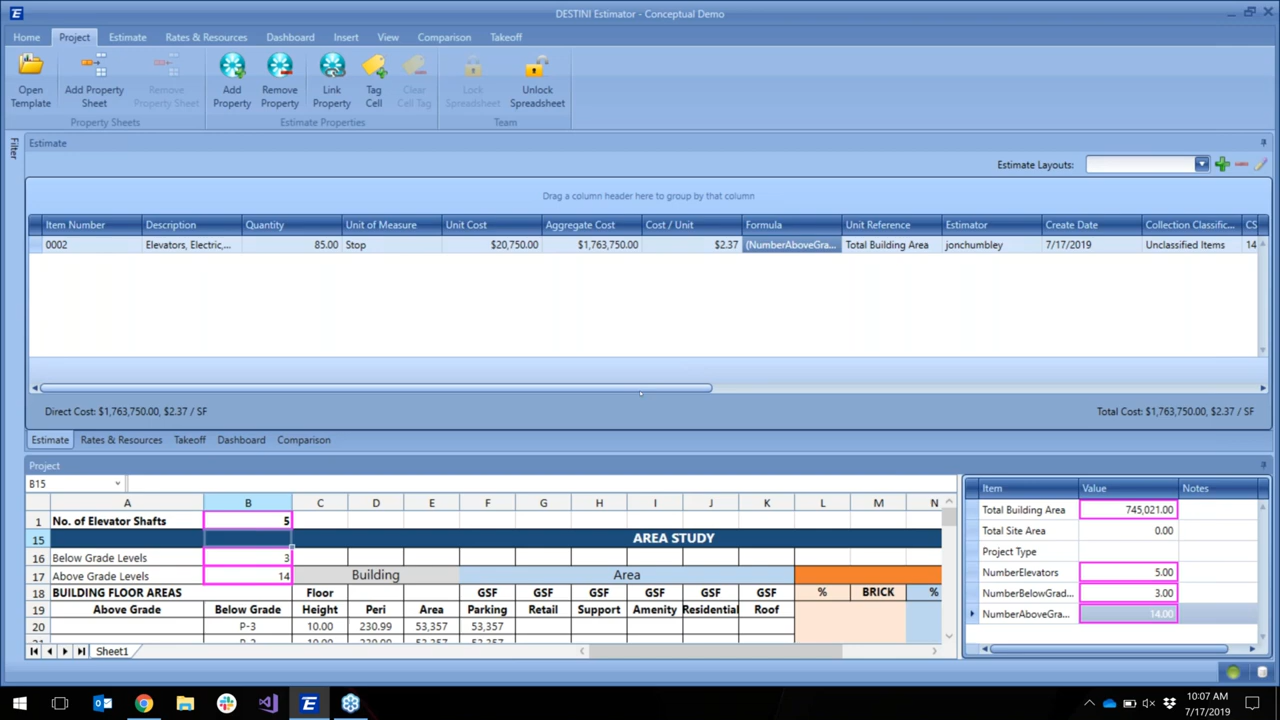 DESTINI Estimator - Conceptual Demo
Home Project Estimate Rates & Resources Dashboard Insert View Comparison Takeoff
Open Template
Add Property Sheet
Remove Property Sheet
Add Property
Remove Property
Link Property
Tag Cell
Clear Cell Tag
Lock Spreadsheet
Unlock Spreadsheet
Property Sheets Estimate Properties Team
Filter
Estimate
Estimate Layouts:
Drag a column header here to group by that column
Item Number Description Quantity Unit of Measure Unit Cost Aggregate Cost Cost / Unit Formula Unit Reference Estimator Create Date Collection Classific... CS
0002 Elevators, Electric,... 85.00 Stop $20,750.00 $1,763,750.00 $2.37 (NumberAboveGra... Total Building Area jonchumbley 7/17/2019 Unclassified Items 14
Direct Cost: $1,763,750.00, $2.37 / SF Total Cost: $1,763,750.00, $2.37 / SF
Estimate Rates & Resources Takeoff Dashboard Comparison
Project
B15
A B C D E F G H I J K L M N
1 No. of Elevator Shafts 5
15 AREA STUDY
16 Below Grade Levels 3
17 Above Grade Levels 14 Building Area
18 BUILDING FLOOR AREAS Floor GSF GSF GSF GSF GSF GSF % BRICK %
19 Above Grade Below Grade Height Peri Area Parking Retail Support Amenity Residential Roof
20 P-3 10.00 230.99 53,357 53,357
Sheet1
Item Value Notes
Total Building Area 745,021.00
Total Site Area 0.00
Project Type
NumberElevators 5.00
NumberBelowGrad... 3.00
NumberAboveGra... 14.00
10:07 AM
7/17/2019